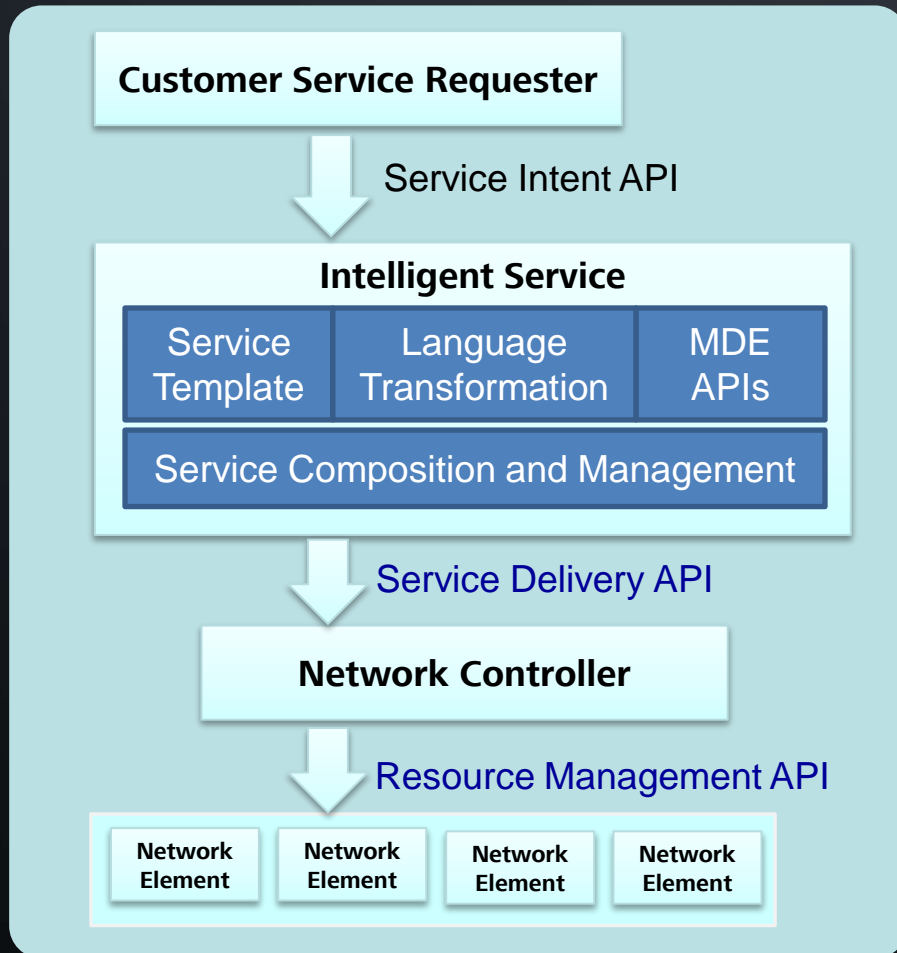 Customer Service Requester
Service Intent API
Intelligent Service
Service
Template
Language
Transformation
MDE
APIs
Service Composition and Management
Service Delivery API
Network Controller
Resource Management API
Network
Element
Network
Element
Network
Element
Network
Element